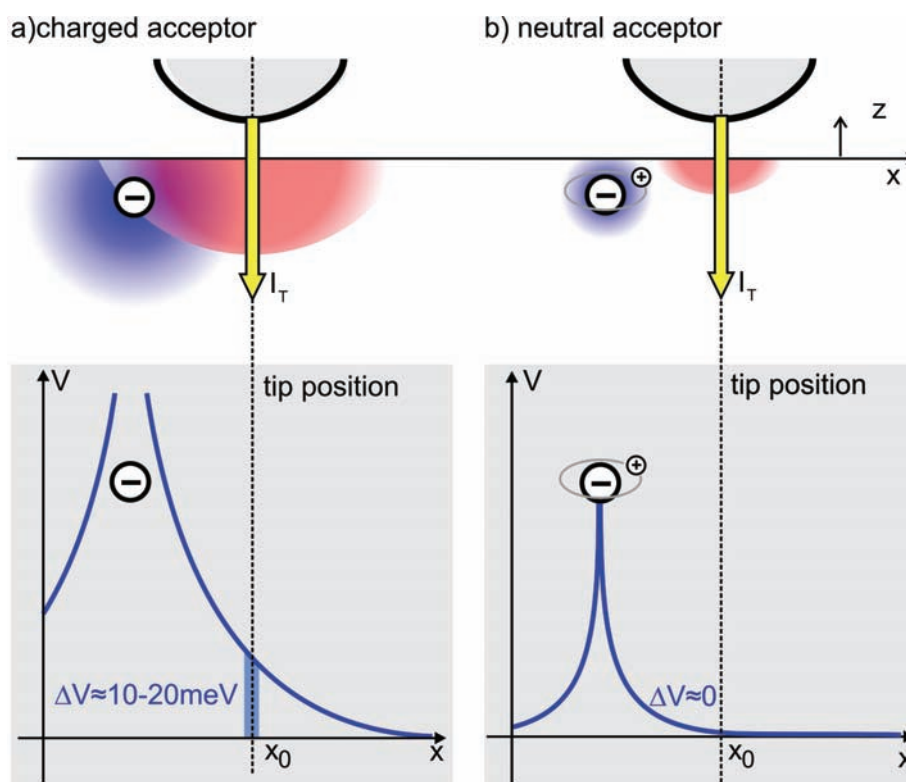 a)charged acceptor
b) neutral acceptor
z
x
−
− +
I_T
I_T
V
tip position
V
tip position
−
− +
ΔV≈10-20meV
ΔV≈0
x₀
x
x₀
x